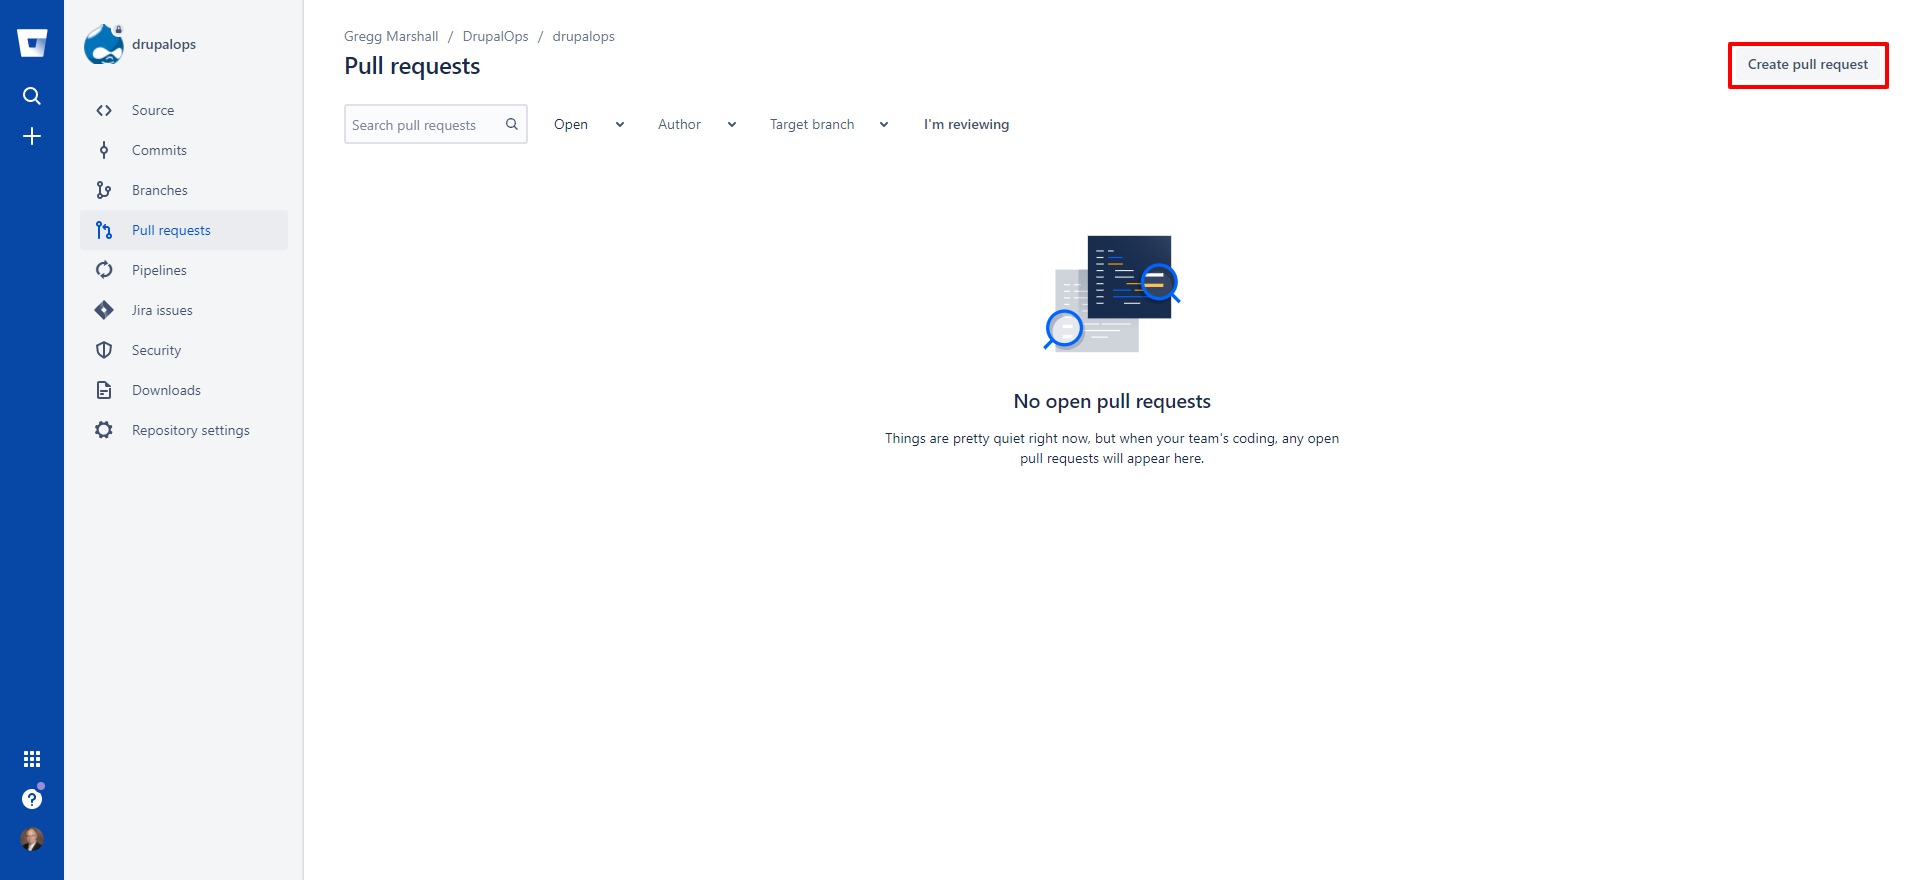 drupalops
Source
Commits
Branches
Pull requests
Pipelines
Jira issues
Security
Downloads
Repository settings
Gregg Marshall / DrupalOps / drupalops
Pull requests
Create pull request
Search pull requests
Open
Author
Target branch
I'm reviewing
No open pull requests
Things are pretty quiet right now, but when your team's coding, any open
pull requests will appear here.